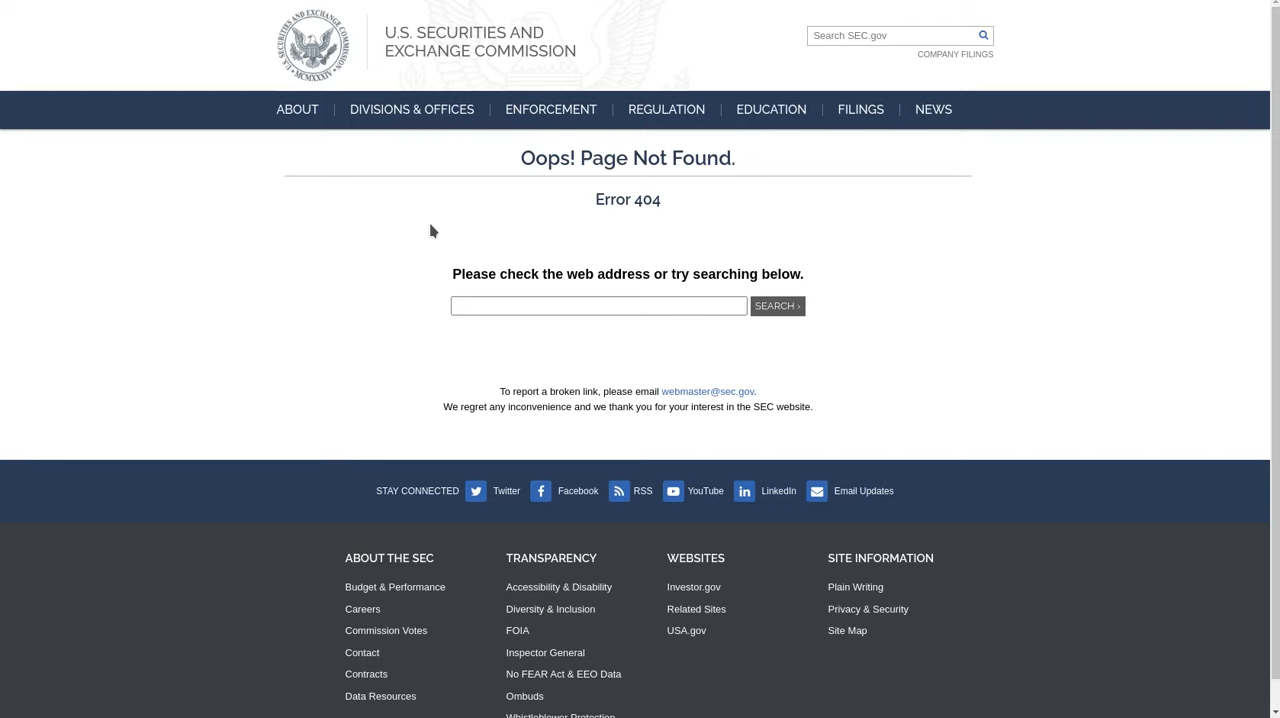 U.S. SECURITIES AND
EXCHANGE COMMISSION
Search SEC.gov
COMPANY FILINGS
ABOUT
DIVISIONS & OFFICES
ENFORCEMENT
REGULATION
EDUCATION
FILINGS
NEWS
Oops! Page Not Found.
Error 404
Please check the web address or try searching below.
SEARCH ›
To report a broken link, please email webmaster@sec.gov.
We regret any inconvenience and we thank you for your interest in the SEC website.
STAY CONNECTED
Twitter
Facebook
RSS
YouTube
LinkedIn
Email Updates
ABOUT THE SEC
Budget & Performance
Careers
Commission Votes
Contact
Contracts
Data Resources
TRANSPARENCY
Accessibility & Disability
Diversity & Inclusion
FOIA
Inspector General
No FEAR Act & EEO Data
Ombuds
Whistleblower Protection
WEBSITES
Investor.gov
Related Sites
USA.gov
SITE INFORMATION
Plain Writing
Privacy & Security
Site Map